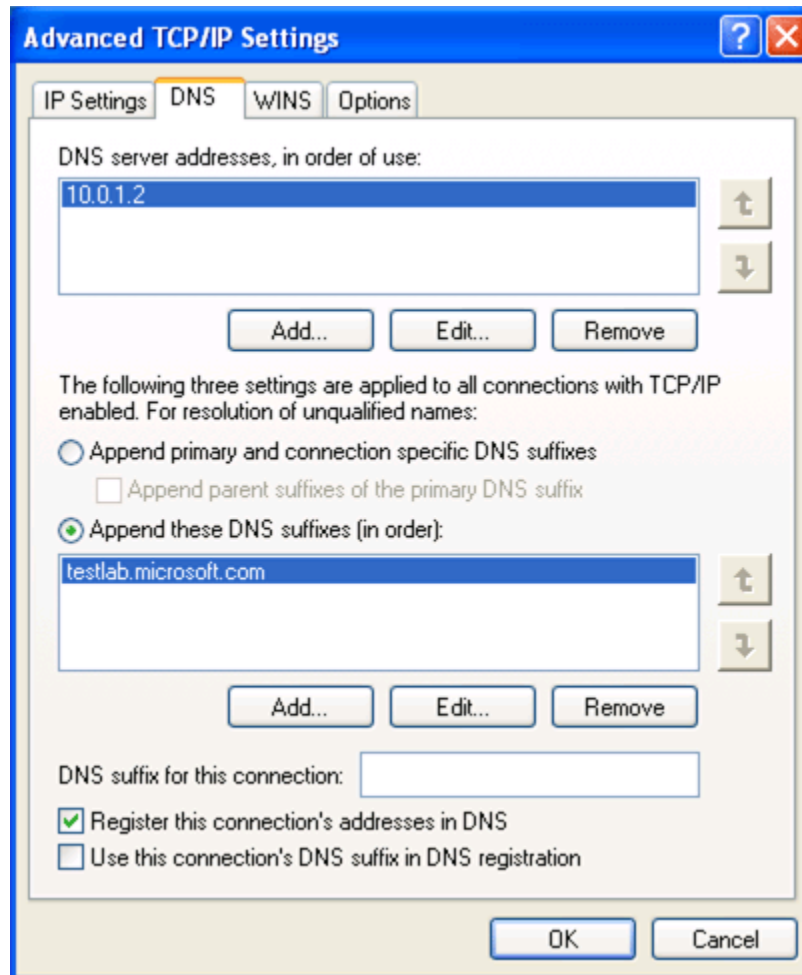 Advanced TCP/IP Settings
?
IP Settings DNS WINS Options
DNS server addresses, in order of use:
10.0.1.2
Add... Edit... Remove
The following three settings are applied to all connections with TCP/IP
enabled. For resolution of unqualified names:
Append primary and connection specific DNS suffixes
Append parent suffixes of the primary DNS suffix
Append these DNS suffixes (in order):
testlab.microsoft.com
Add... Edit... Remove
DNS suffix for this connection:
Register this connection's addresses in DNS
Use this connection's DNS suffix in DNS registration
OK Cancel